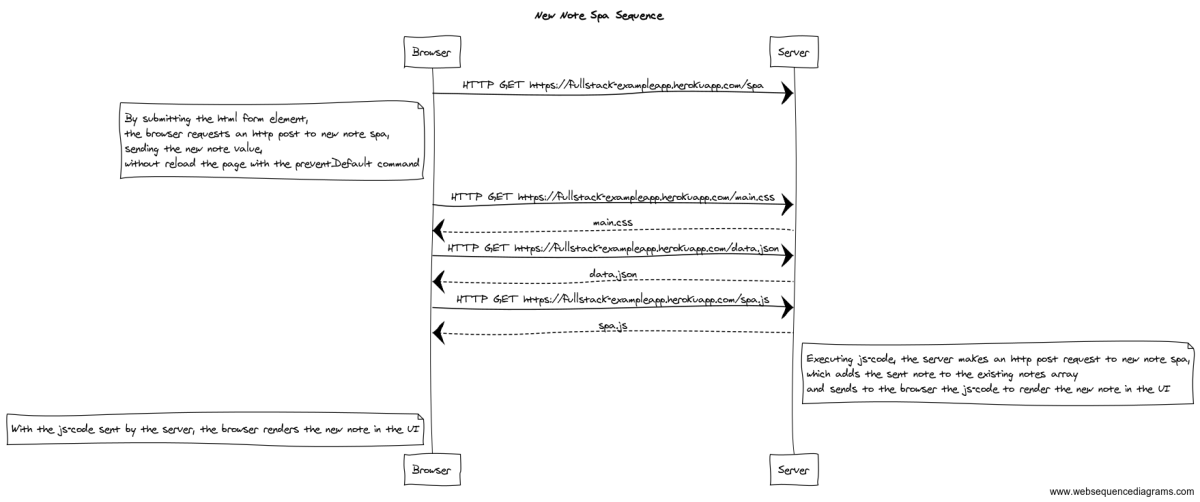 New Note Spa Sequence
Browser
Server
HTTP GET https://fullstack-exampleapp.herokuapp.com/spa
By submitting the html form element,
the browser requests an http post to new note spa,
sending the new note value,
without reload the page with the prevent.Default command
HTTP GET https://fullstack-exampleapp.herokuapp.com/main.css
main.css
HTTP GET https://fullstack-exampleapp.herokuapp.com/data.json
data.json
HTTP GET https://fullstack-exampleapp.herokuapp.com/spa.js
spa.js
Executing js-code, the server makes an http post request to new note spa,
which adds the sent note to the existing notes array
and sends to the browser the js-code to render the new note in the UI
With the js-code sent by the server, the browser renders the new note in the UI
Browser
Server
www.websequencediagrams.com